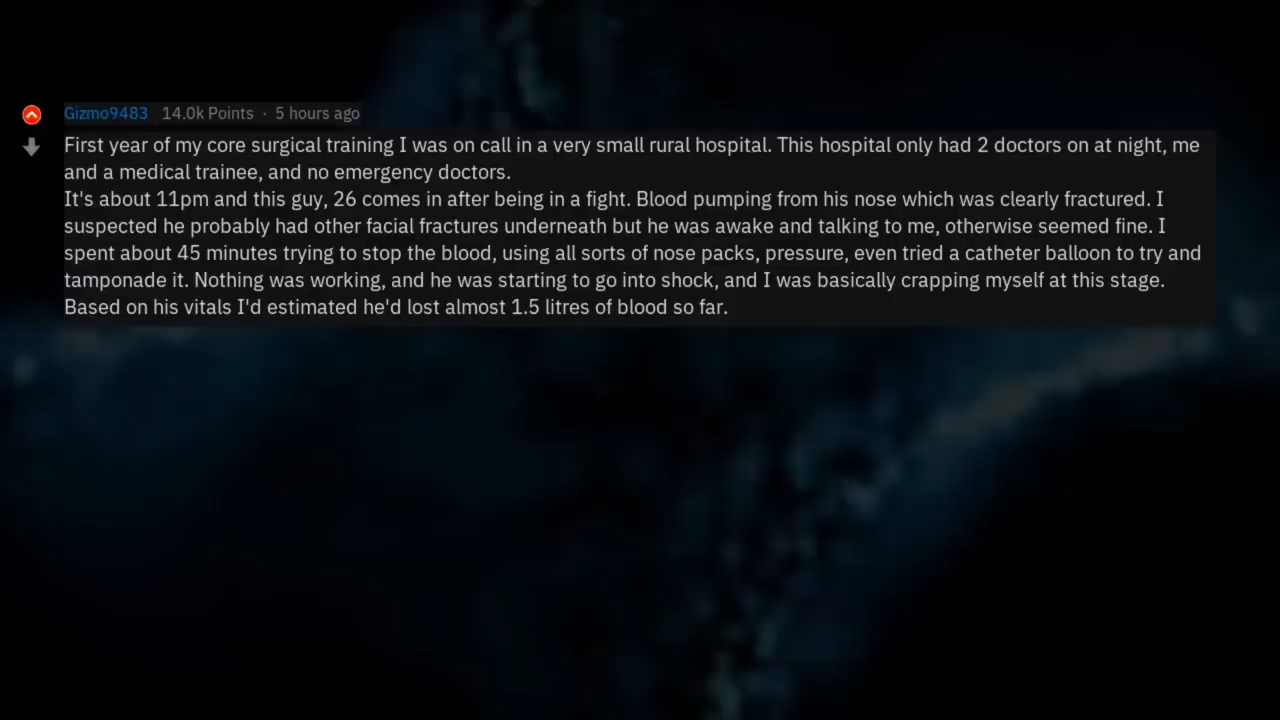 Gizmo9483 14.0k Points · 5 hours ago
First year of my core surgical training I was on call in a very small rural hospital. This hospital only had 2 doctors on at night, me
and a medical trainee, and no emergency doctors.
It's about 11pm and this guy, 26 comes in after being in a fight. Blood pumping from his nose which was clearly fractured. I
suspected he probably had other facial fractures underneath but he was awake and talking to me, otherwise seemed fine. I
spent about 45 minutes trying to stop the blood, using all sorts of nose packs, pressure, even tried a catheter balloon to try and
tamponade it. Nothing was working, and he was starting to go into shock, and I was basically crapping myself at this stage.
Based on his vitals I'd estimated he'd lost almost 1.5 litres of blood so far.